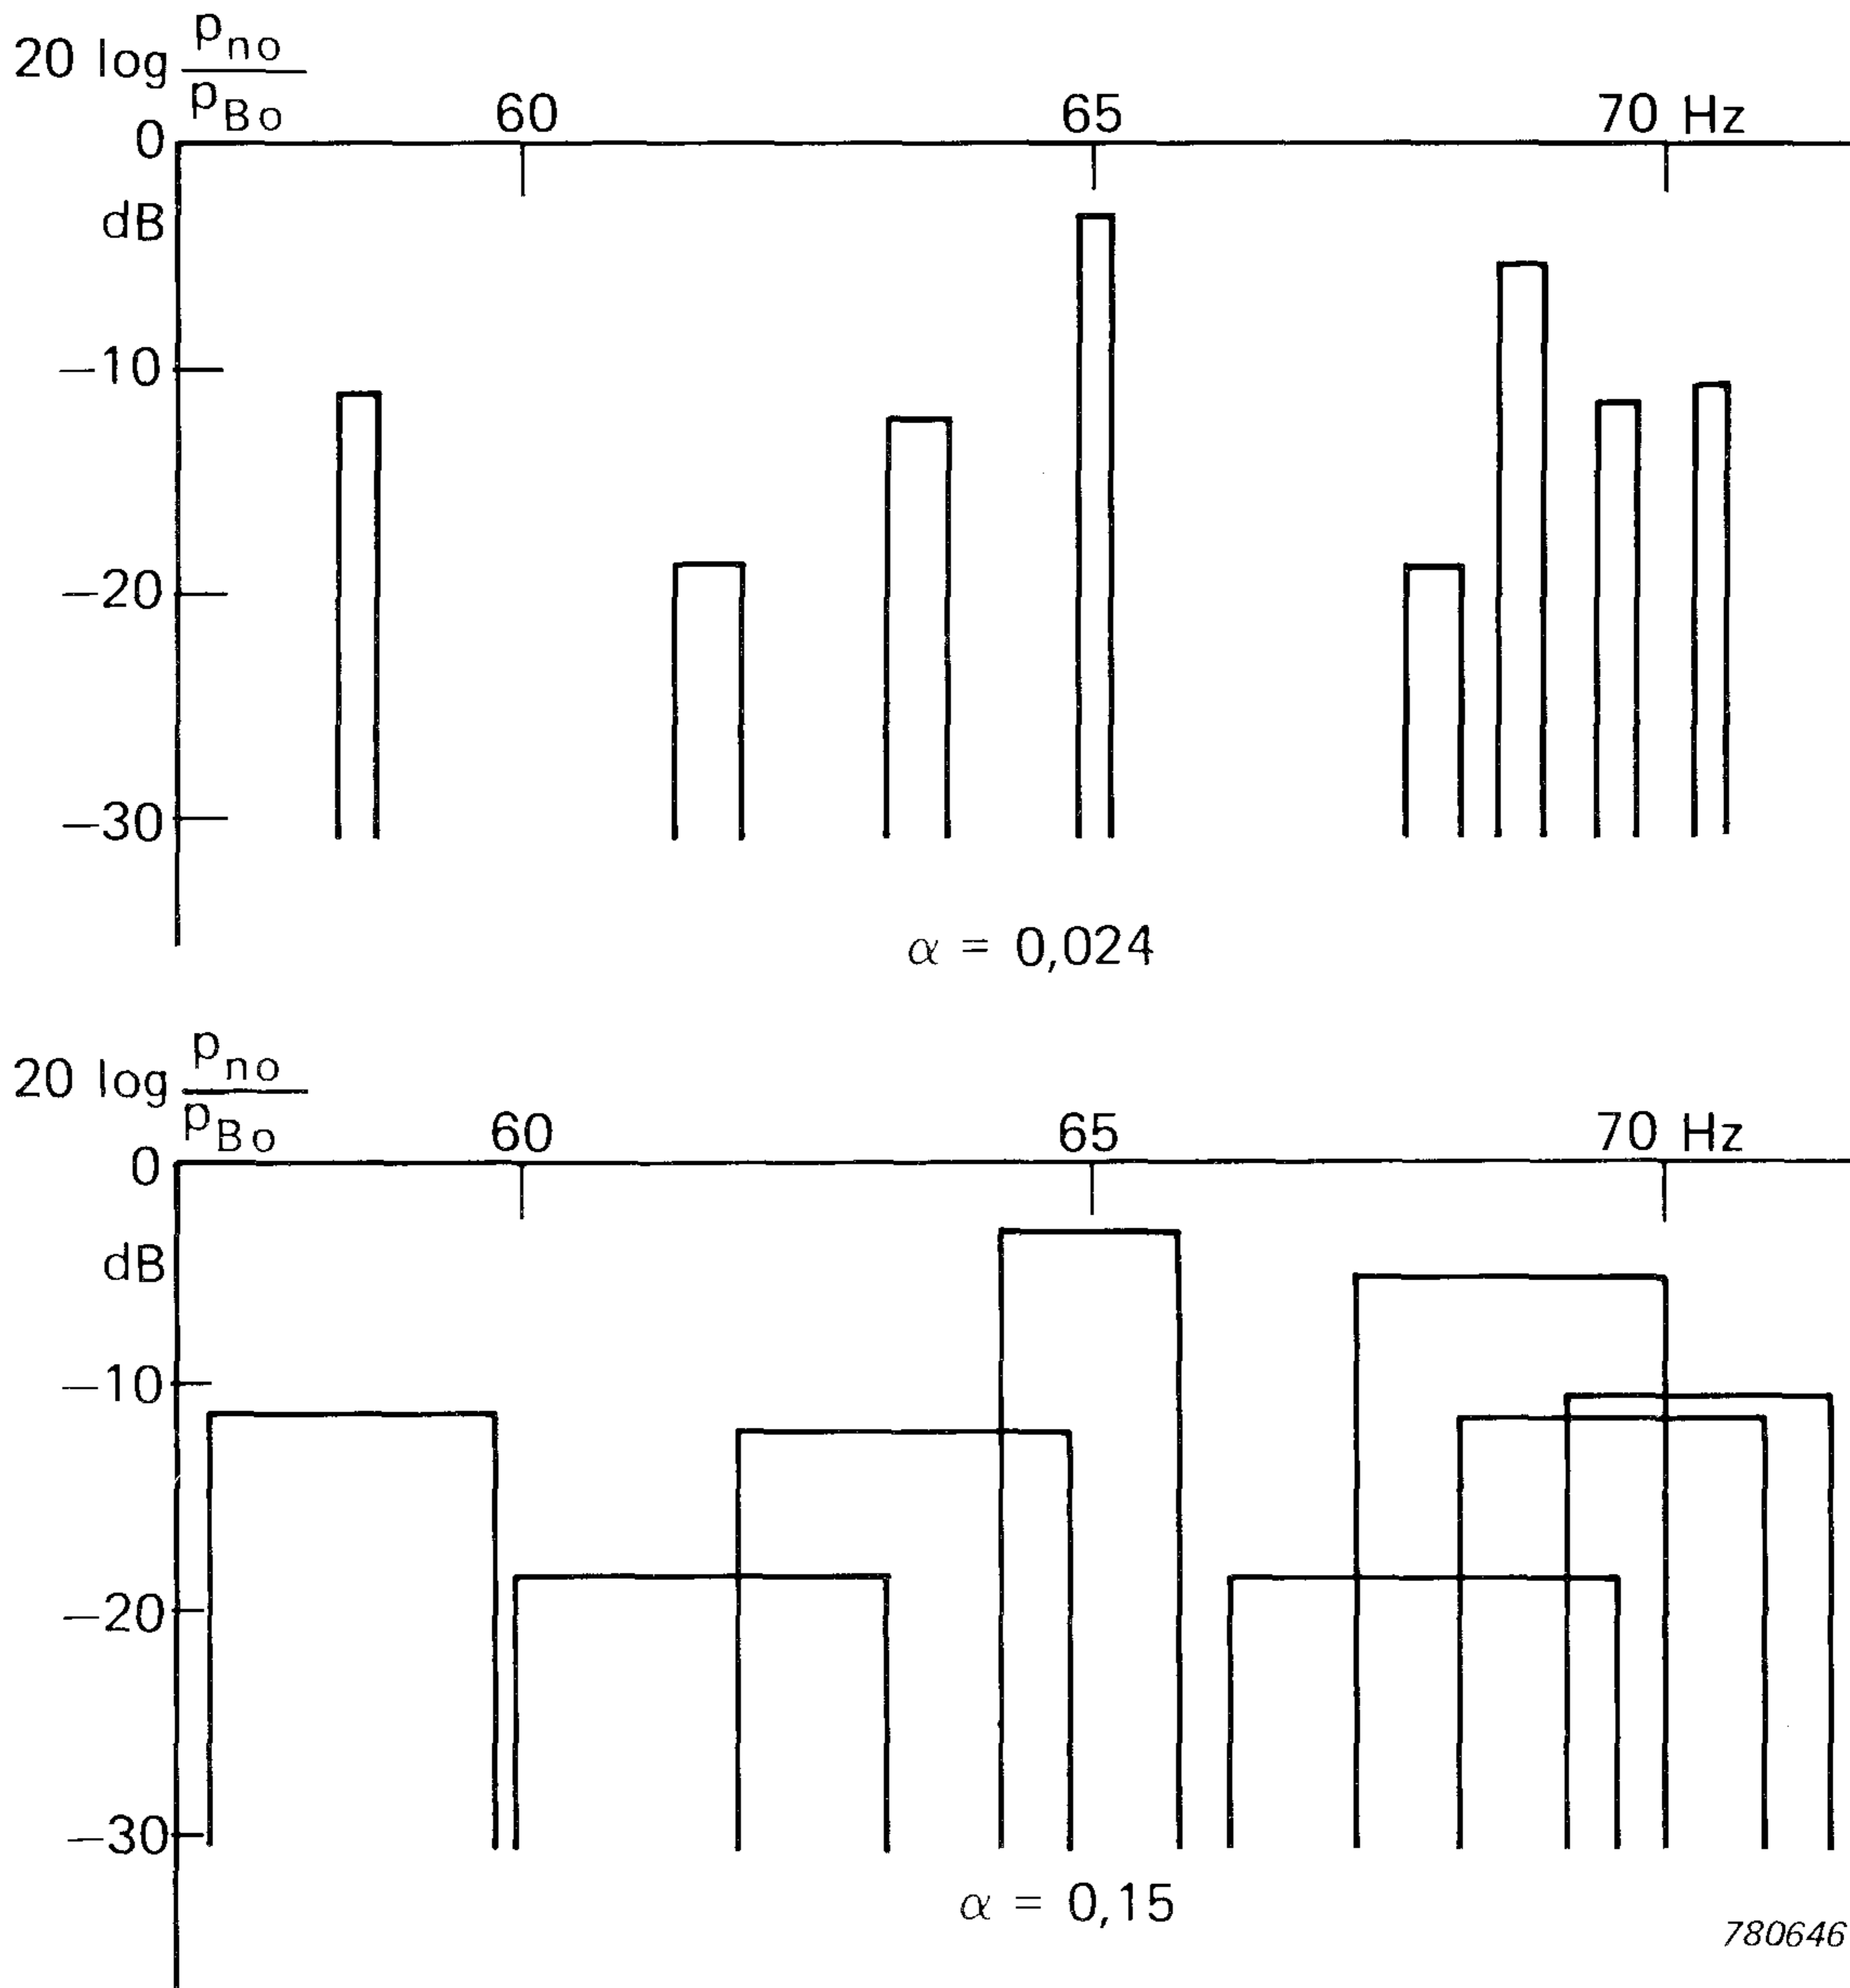 20 log p_no / p_Bo
60 65 70 Hz
0
dB
−10
−20
−30
α = 0,024
20 log p_no / p_Bo
60 65 70 Hz
0
dB
−10
−20
−30
α = 0,15
780646